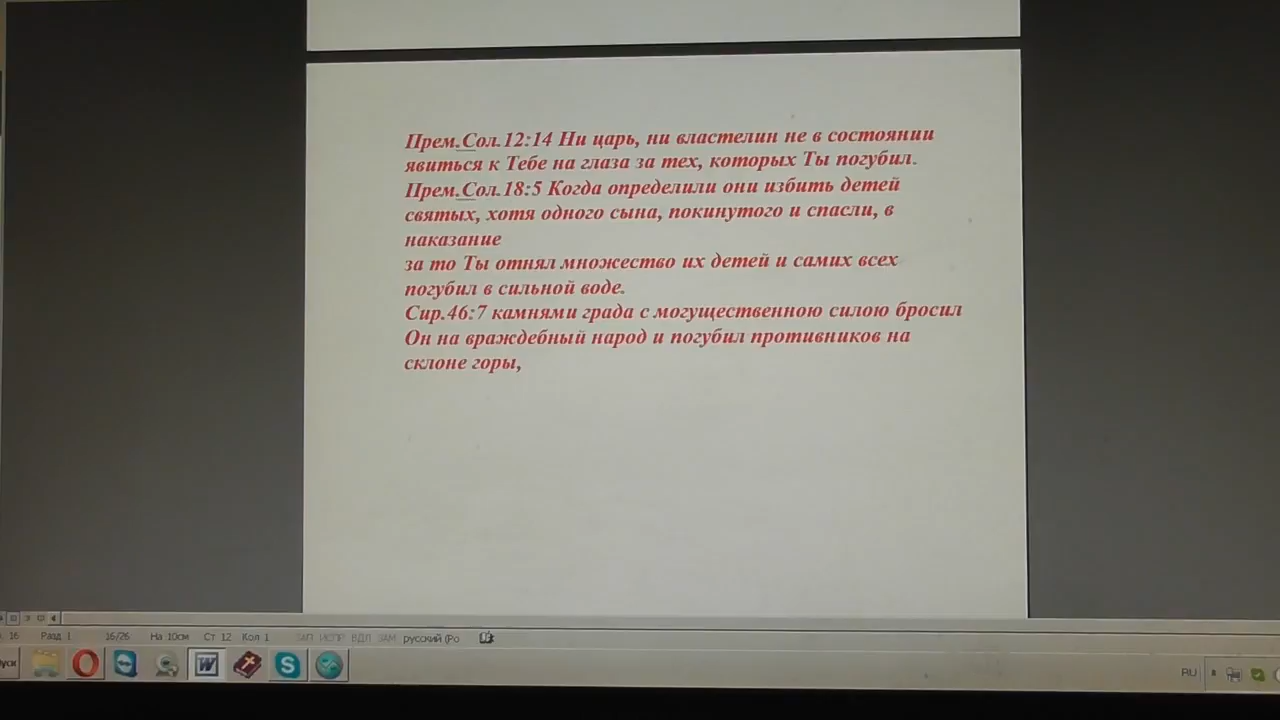 Прем.Сол.12:14 Ни царь, ни властелин не в состоянии
явиться к Тебе на глаза за тех, которых Ты погубил.
Прем.Сол.18:5 Когда определили они избить детей
святых, хотя одного сына, покинутого и спасли, в
наказание
за то Ты отнял множество их детей и самих всех
погубил в сильной воде.
Сир.46:7 камнями града с могущественною силою бросил
Он на враждебный народ и погубил противников на
склоне горы,
16 Разд 1 16/26 На 10см Ст 12 Кол 1 ЗАП ИСПР ВДЛ ЗАМ русский (Ро
уск RU